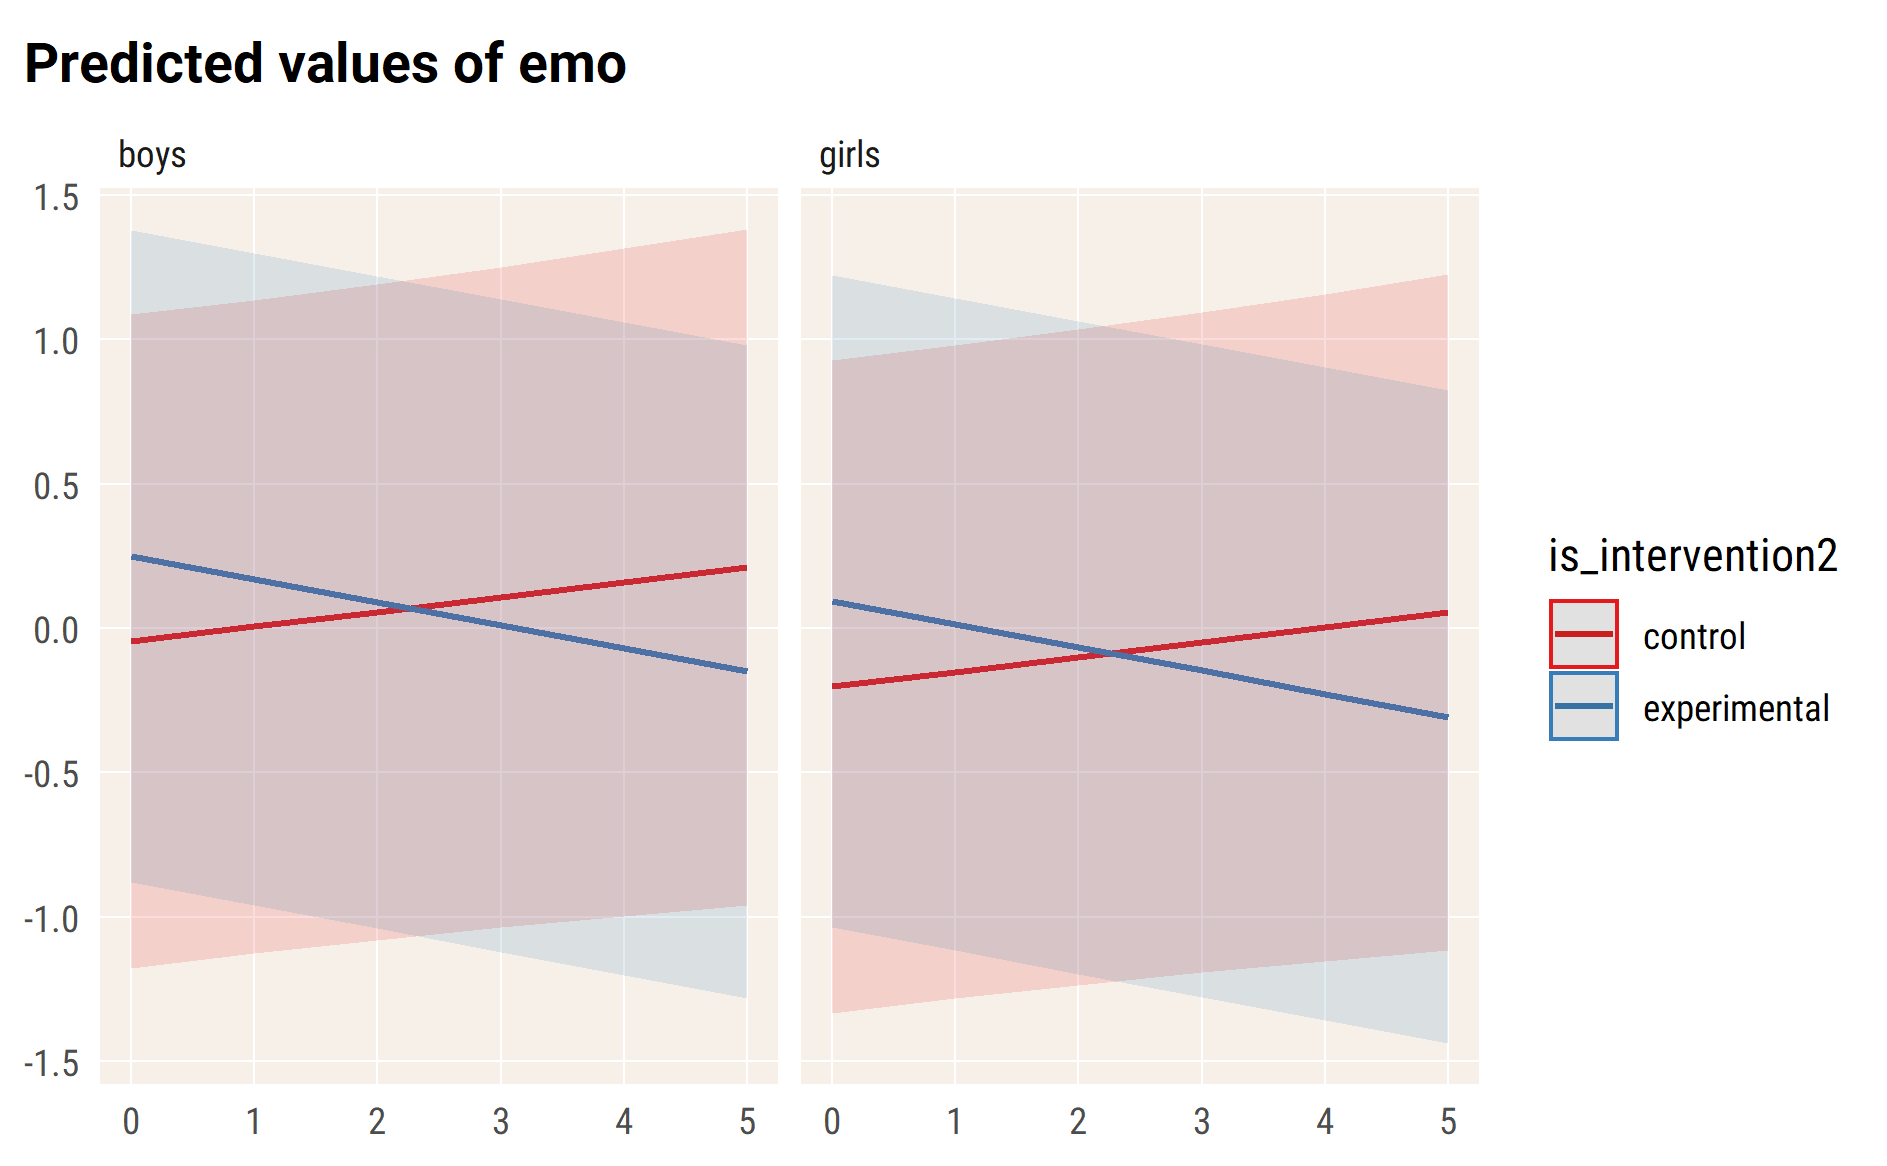 Predicted values of emo
boys
girls
1.5
1.0
0.5
0.0
-0.5
-1.0
-1.5
0 1 2 3 4 5
0 1 2 3 4 5
is_intervention2
control
experimental